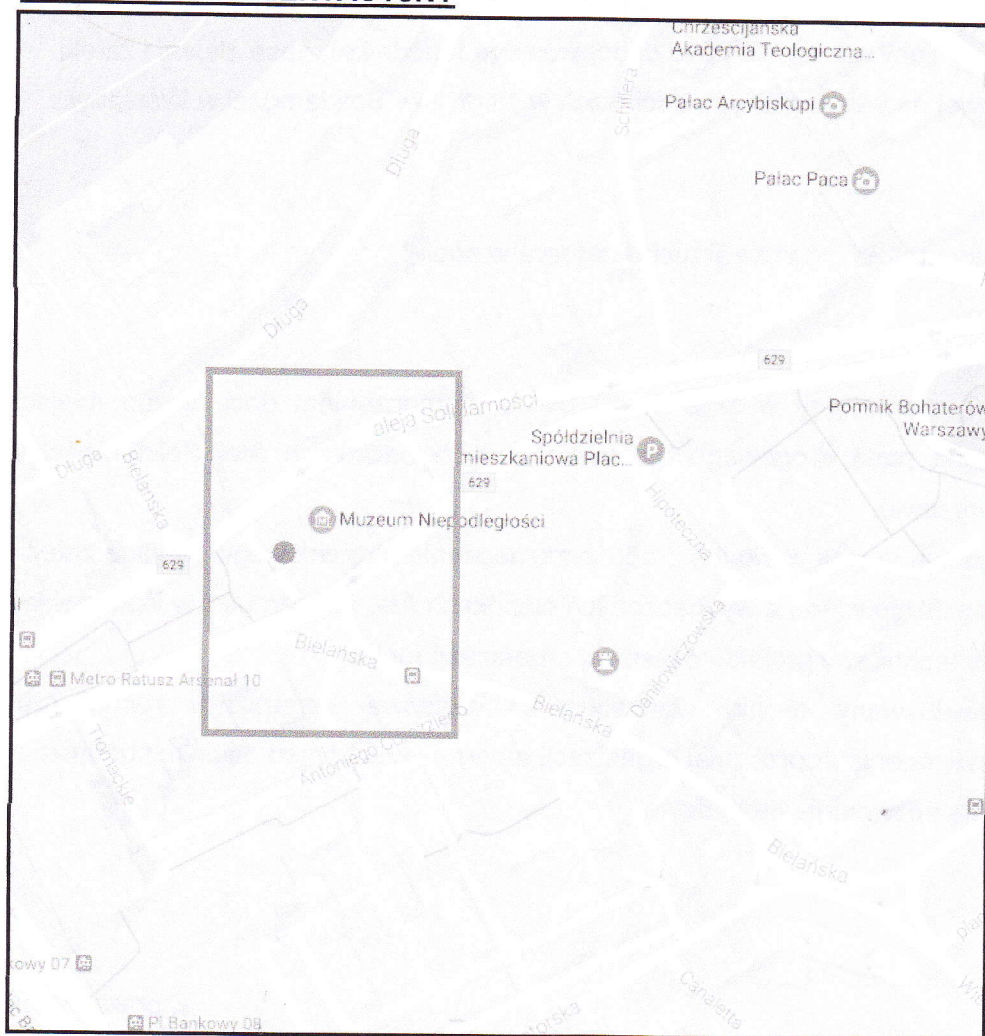 Chrześcijańska
Akademia Teologiczna...
Pałac Arcybiskupi
Schillera
Długa
Pałac Paca
Długa
629
aleja Solidarności
Pomnik Bohaterów
Warszawy
Spółdzielnia
mieszkaniowa Plac...
P
Długa
Bielańska
629
Hipoteczna
Muzeum Niepodległości
629
Bielańska
Daniłowiczowska
Metro Ratusz Arsenał 10
Bielańska
Tłomackie
Antoniego Corazziego
Bielańska
kowy 07
Canaletta
Pl.Bankowy 08